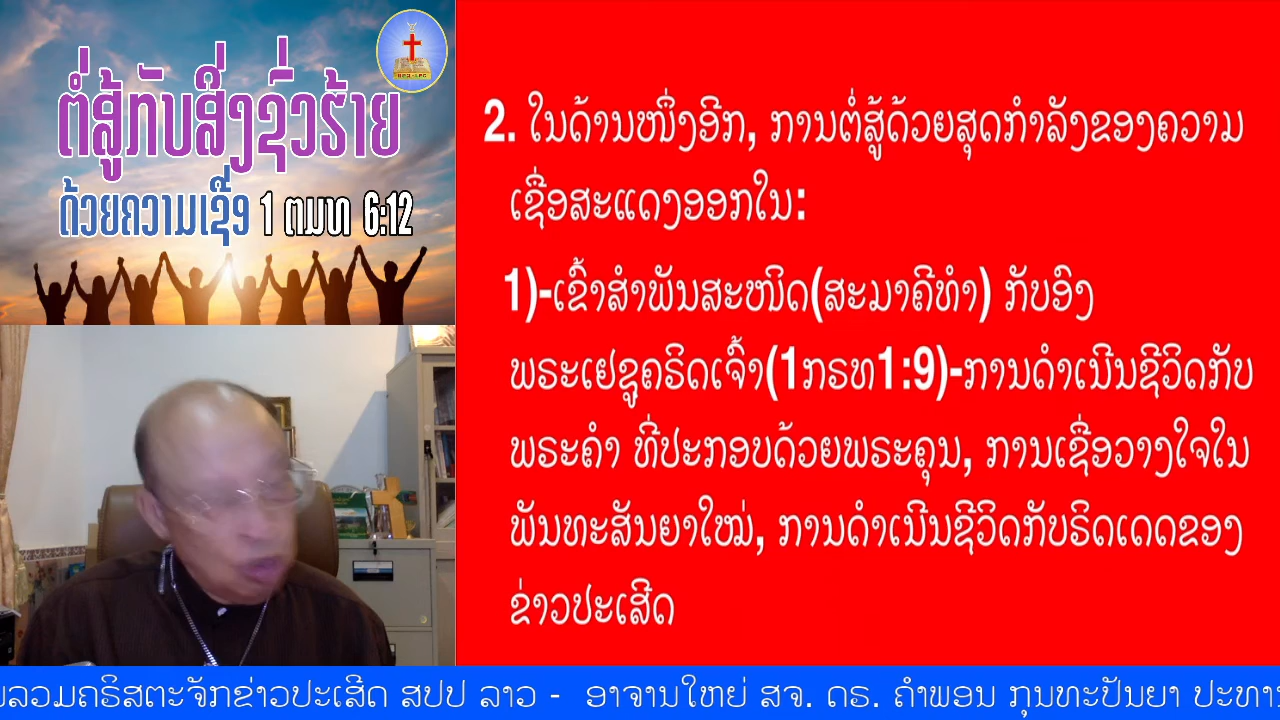 ຕໍ່ສູ້ກັບສິ່ງຊົ່ວຮ້າຍ
ດ້ວຍຄວາມເຊື່ອ 1 ຕມທ 6:12
2. ໃນດ້ານໜຶ່ງອີກ, ການຕໍ່ສູ້ດ້ວຍສຸດກຳລັງຂອງຄວາມ
ເຊື່ອສະແດງອອກໃນ:
1)-ເຂົ້າສຳພັນສະໜິດ(ສະມາຄີທຳ) ກັບອົງ
ພຣະເຢຊູຄຣິດເຈົ້າ(1ກຣທ1:9)-ການດຳເນີນຊີວິດກັບ
ພຣະຄຳ ທີ່ປະກອບດ້ວຍພຣະຄຸນ, ການເຊື່ອວາງໃຈໃນ
ພັນທະສັນຍາໃໝ່, ການດຳເນີນຊີວິດກັບຣິດເດດຂອງ
ຂ່າວປະເສີດ
ລວມຄຣິສຕະຈັກຂ່າວປະເສີດ ສປປ ລາວ - ອາຈານໃຫຍ່ ສຈ. ດຣ. ຄຳພອນ ກຸນທະປັນຍາ